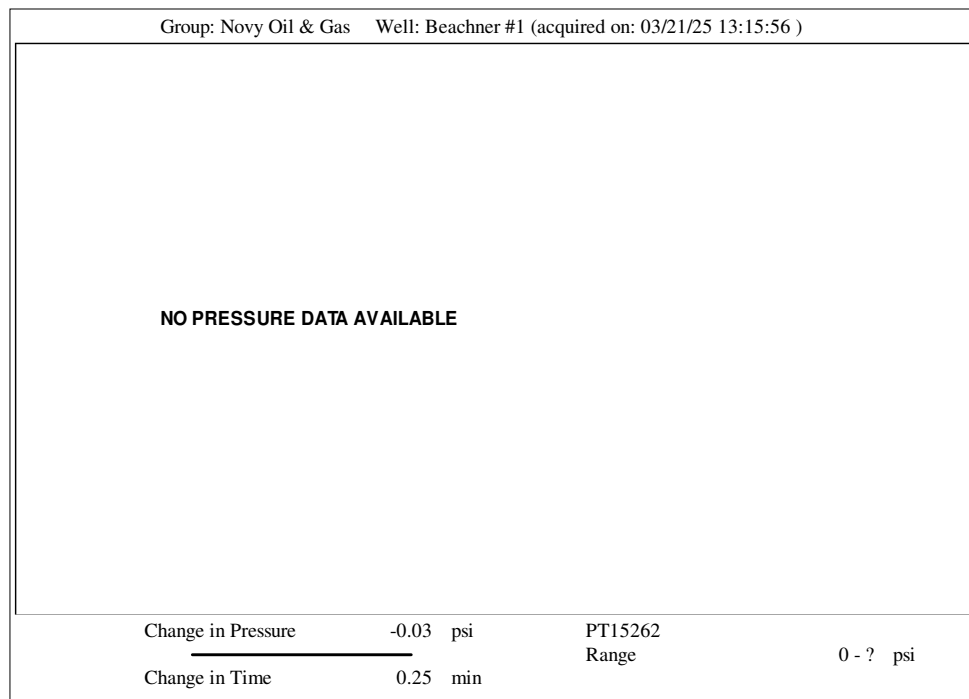 Group: Novy Oil & Gas Well: Beachner #1 (acquired on: 03/21/25 13:15:56 )
NO PRESSURE DATA AVAILABLE
Change in Pressure -0.03 psi PT15262
Range 0 - ? psi
Change in Time 0.25 min